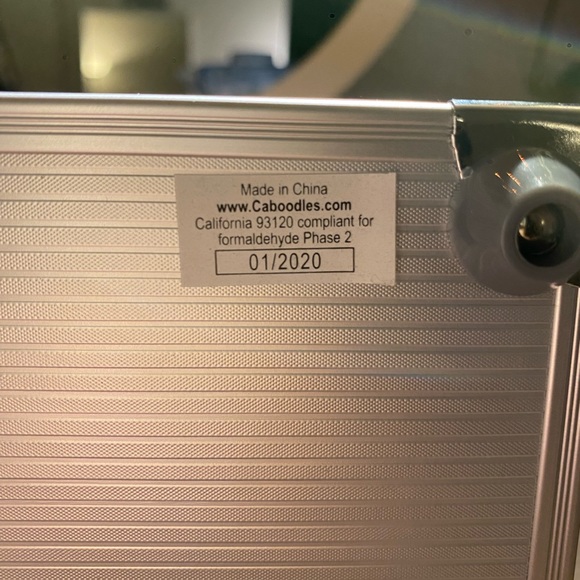 Made in China
www.Caboodles.com
California 93120 compliant for
formaldehyde Phase 2
01/2020